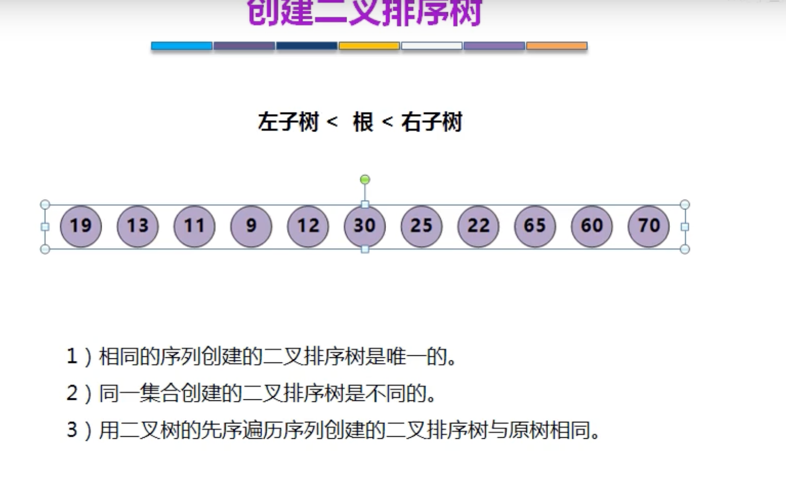 创建二叉排序树
左子树 < 根 < 右子树
19 13 11 9 12 30 25 22 65 60 70
1）相同的序列创建的二叉排序树是唯一的。
2）同一集合创建的二叉排序树是不同的。
3）用二叉树的先序遍历序列创建的二叉排序树与原树相同。